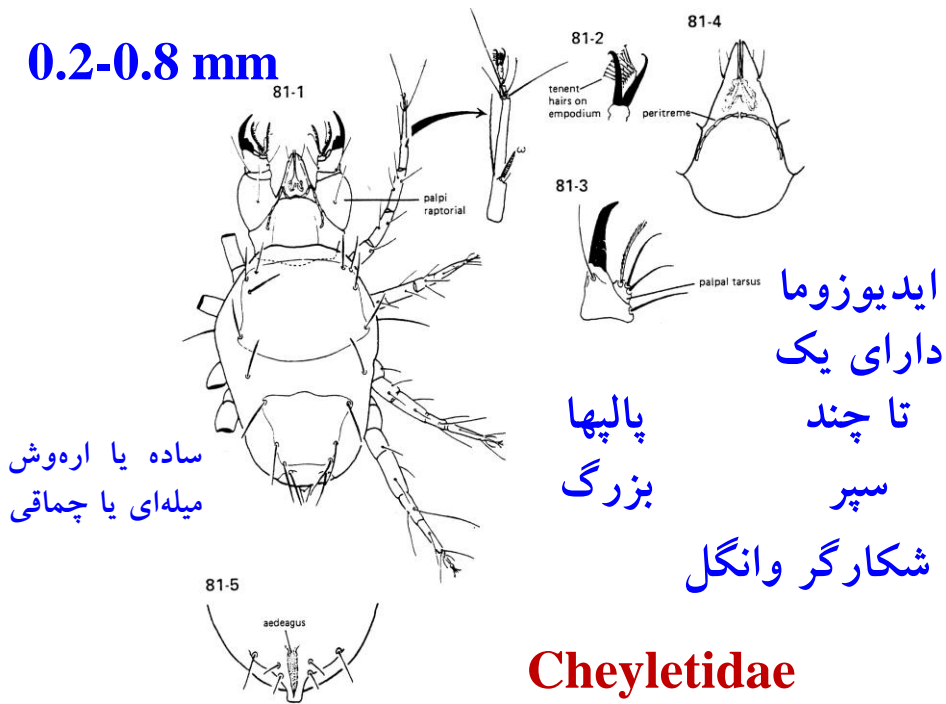 0.2-0.8 mm
81-1
palpi
raptorial
ω
81-2
tenent
hairs on
empodium
81-4
peritreme
81-3
palpal tarsus
ایدیوزوما
دارای یک
تا چند
سپر
پالپها
بزرگ
ساده یا اره‌وش
میله‌ای یا چماقی
شکارگر وانگل
81-5
aedeagus
Cheyletidae